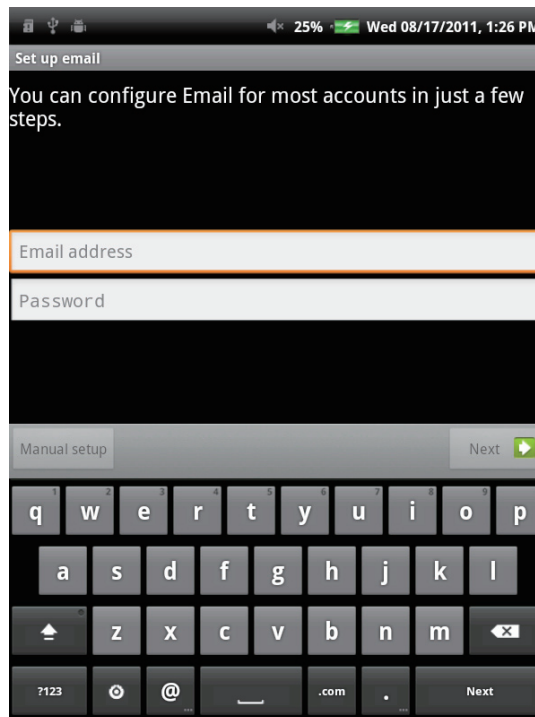 25% Wed 08/17/2011, 1:26 PM
Set up email
You can configure Email for most accounts in just a few
steps.
Email address
Password
Manual setup Next
1 2 3 4 5 6 7 8 9
q w e r t y u i o p
a s d f g h j k l
z x c v b n m
?123 @ .com . Next